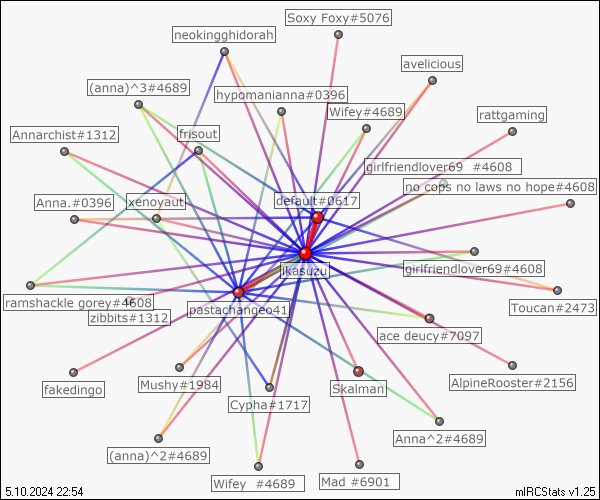 Soxy Foxy#5076
neokingghidorah
avelicious
(anna)^3#4689
hypomanianna#0396
Wifey#4689
rattgaming
Annarchist#1312
frisout
girlfriendlover69 #4608
no cops no laws no hope#4608
Anna.#0396
xenoyaut
default#0617
jkasuzu
girlfriendlover69#4608
ramshackle gorey#4608
zibbits#1312
pastachangeo41
Toucan#2473
ace deucy#7097
fakedingo
Mushy#1984
Cypha#1717
Skalman
AlpineRooster#2156
(anna)^2#4689
Anna^2#4689
Wifey #4689
Mad #6901
5.10.2024 22:54
mIRCStats v1.25